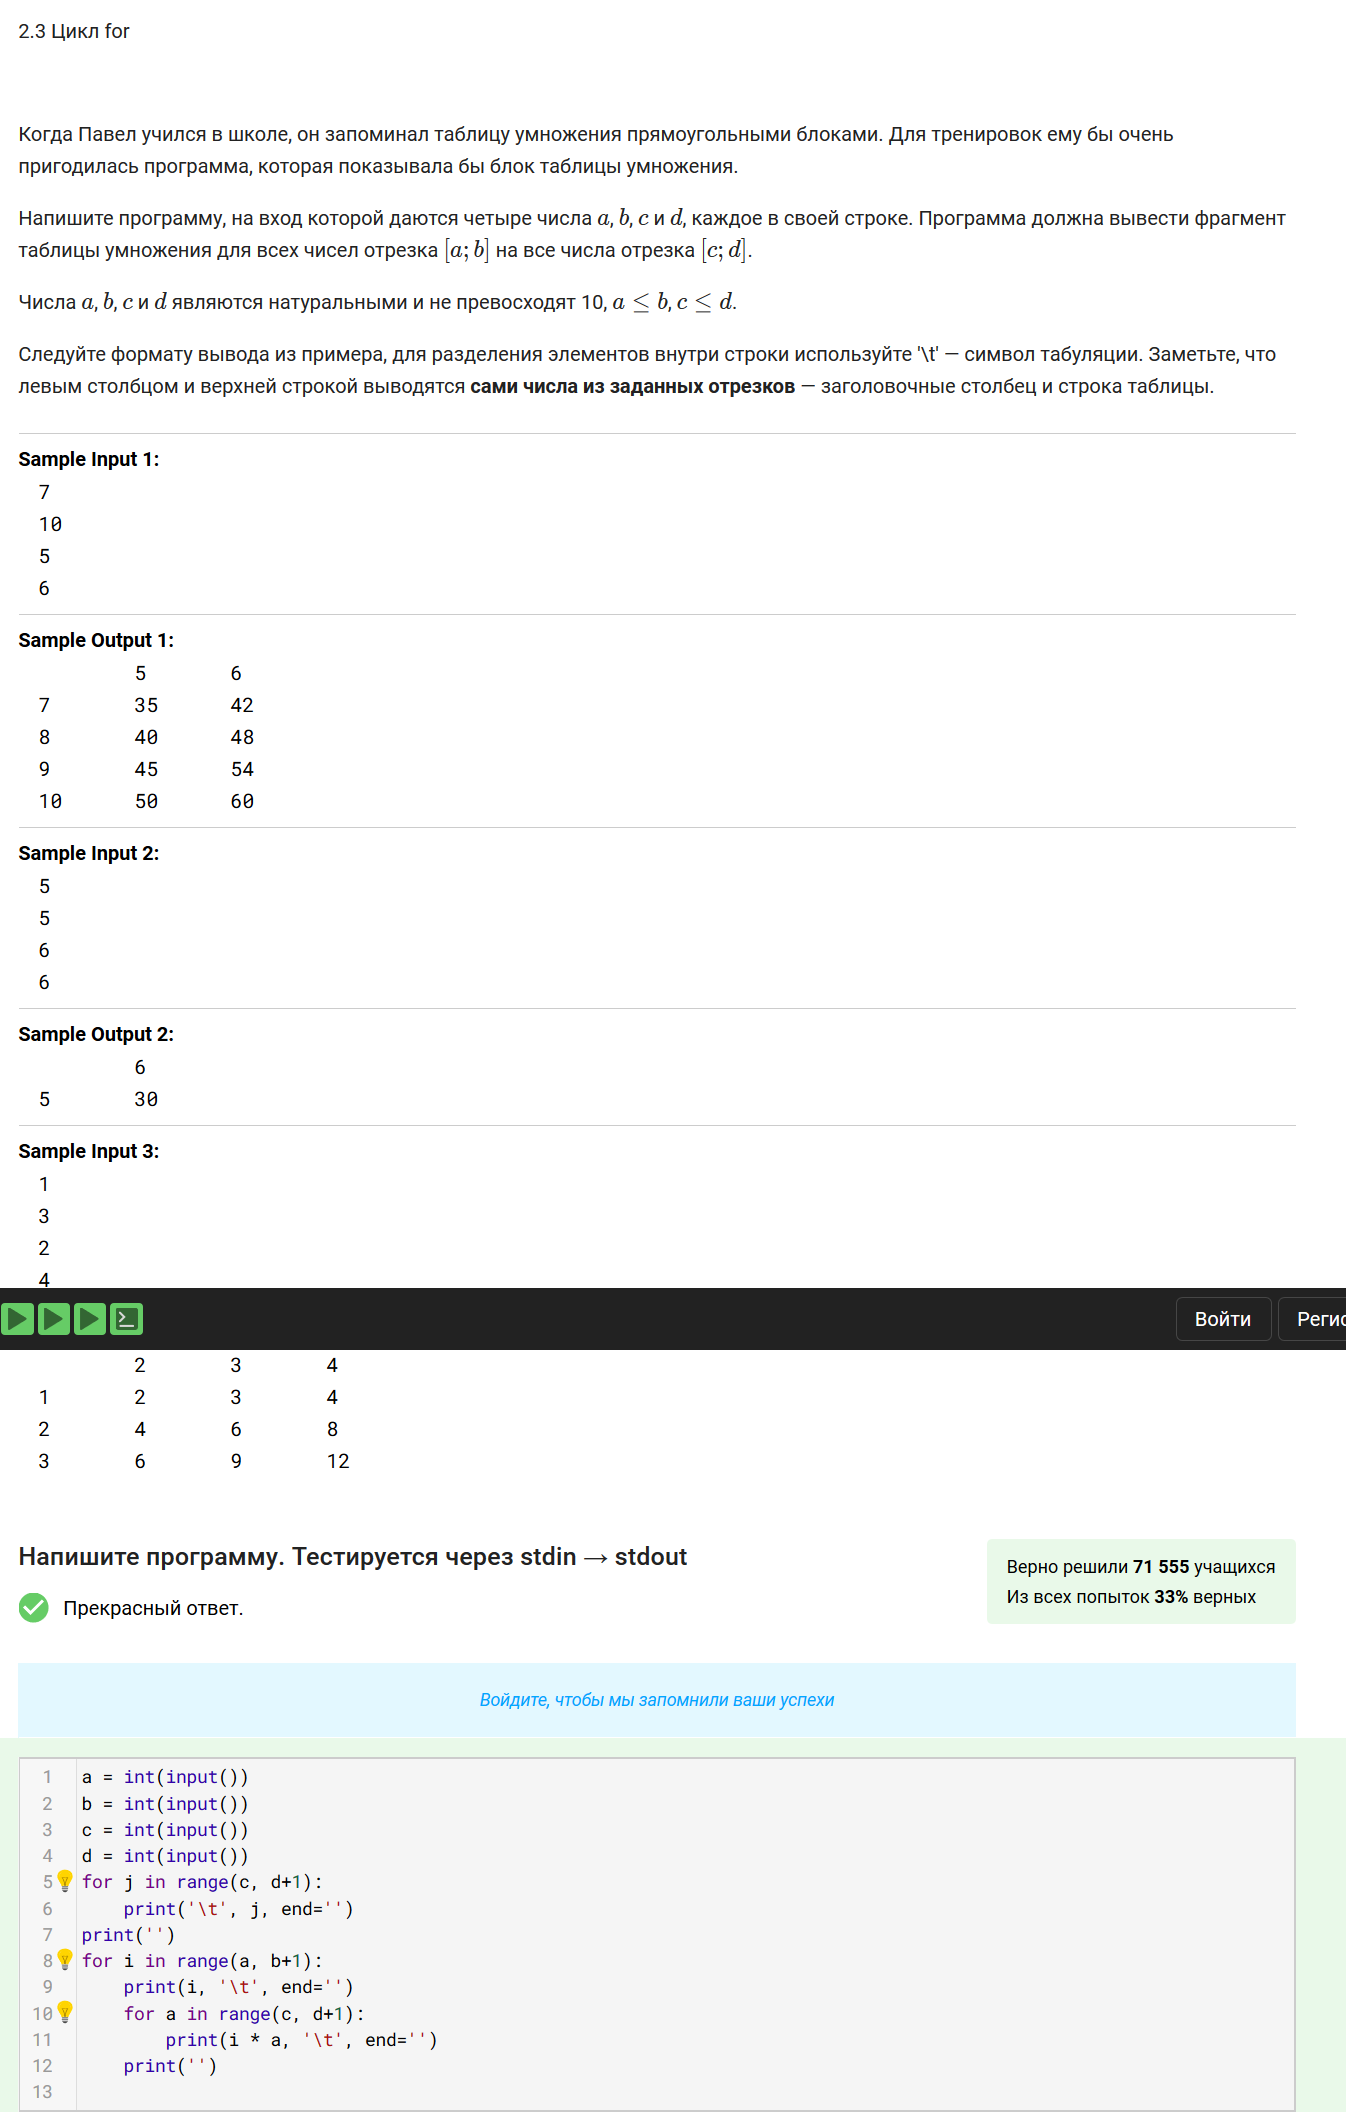 2.3 Цикл for
Когда Павел учился в школе, он запоминал таблицу умножения прямоугольными блоками. Для тренировок ему бы очень
пригодилась программа, которая показывала бы блок таблицы умножения.
Напишите программу, на вход которой даются четыре числа a, b, c и d, каждое в своей строке. Программа должна вывести фрагмент
таблицы умножения для всех чисел отрезка [a; b] на все числа отрезка [c; d].
Числа a, b, c и d являются натуральными и не превосходят 10, a ≤ b, c ≤ d.
Следуйте формату вывода из примера, для разделения элементов внутри строки используйте '\t' — символ табуляции. Заметьте, что
левым столбцом и верхней строкой выводятся сами числа из заданных отрезков — заголовочные столбец и строка таблицы.
Sample Input 1:
7
10
5
6
Sample Output 1:
5 6
7 35 42
8 40 48
9 45 54
10 50 60
Sample Input 2:
5
5
6
6
Sample Output 2:
6
5 30
Sample Input 3:
1
3
2
4
Войти Регис
2 3 4
1 2 3 4
2 4 6 8
3 6 9 12
Напишите программу. Тестируется через stdin → stdout
Верно решили 71 555 учащихся
Из всех попыток 33% верных
Прекрасный ответ.
Войдите, чтобы мы запомнили ваши успехи
1 a = int(input())
2 b = int(input())
3 c = int(input())
4 d = int(input())
5 for j in range(c, d+1):
6     print('\t', j, end='')
7 print('')
8 for i in range(a, b+1):
9     print(i, '\t', end='')
10     for a in range(c, d+1):
11         print(i * a, '\t', end='')
12     print('')
13